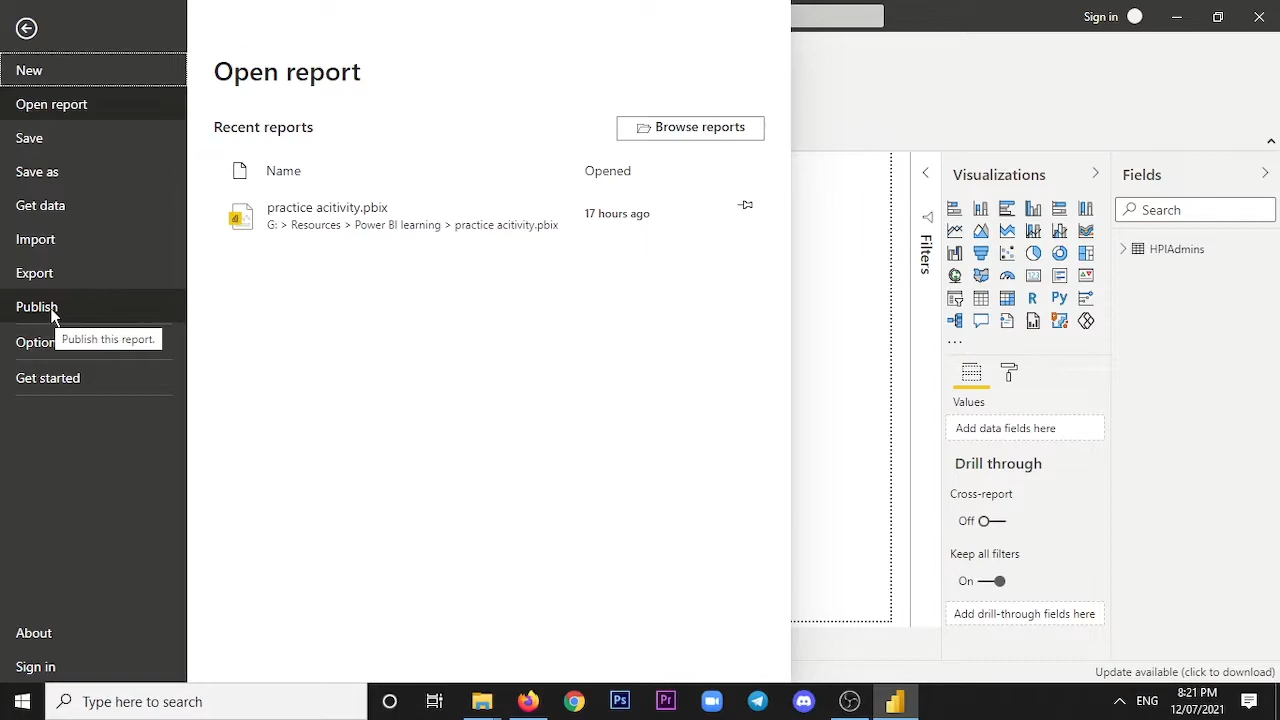 Sign in
New
Open report
Save
Save as
Get data
Import
Export
Publish
Publish this report.
Option
Get started
About
Sign in
Open report
Recent reports
Browse reports
Name
Opened
practice acitivity.pbix
G: > Resources > Power BI learning > practice acitivity.pbix
17 hours ago
Filters
Visualizations
R
Py
...
Values
Add data fields here
Drill through
Cross-report
Off
Keep all filters
On
Add drill-through fields here
Fields
Search
HPIAdmins
Update available (click to download)
Type here to search
Ps
Pr
ENG
8:21 PM
12/07/2021